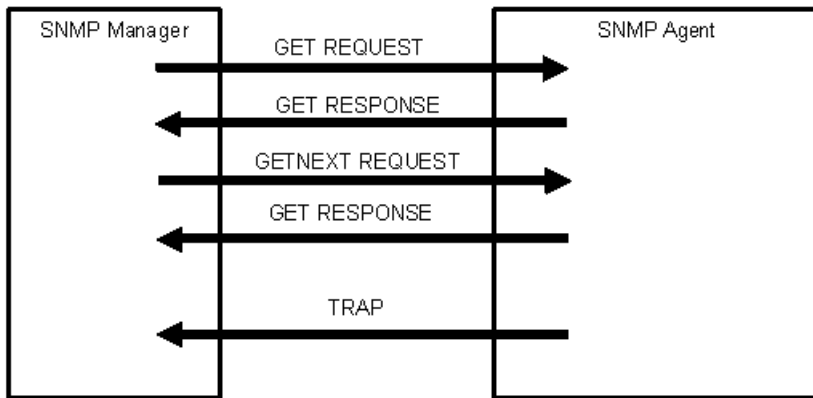 SNMP Manager
SNMP Agent
GET REQUEST
GET RESPONSE
GETNEXT REQUEST
GET RESPONSE
TRAP